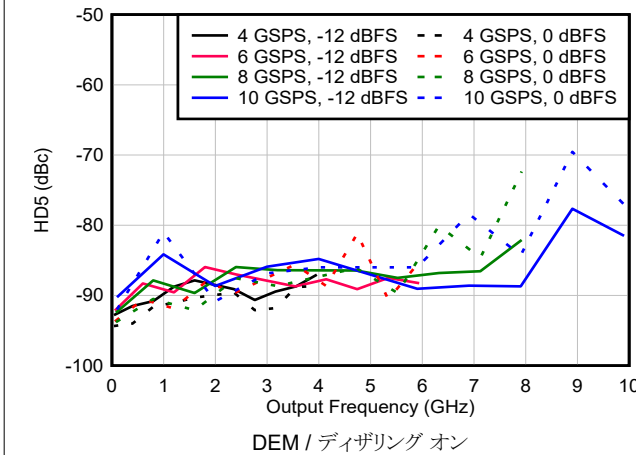 -50
-60
-70
-80
-90
-100
HD5 (dBc)
4 GSPS, -12 dBFS
4 GSPS, 0 dBFS
6 GSPS, -12 dBFS
6 GSPS, 0 dBFS
8 GSPS, -12 dBFS
8 GSPS, 0 dBFS
10 GSPS, -12 dBFS
10 GSPS, 0 dBFS
0 1 2 3 4 5 6 7 8 9 10
Output Frequency (GHz)
DEM / ディザリング オン